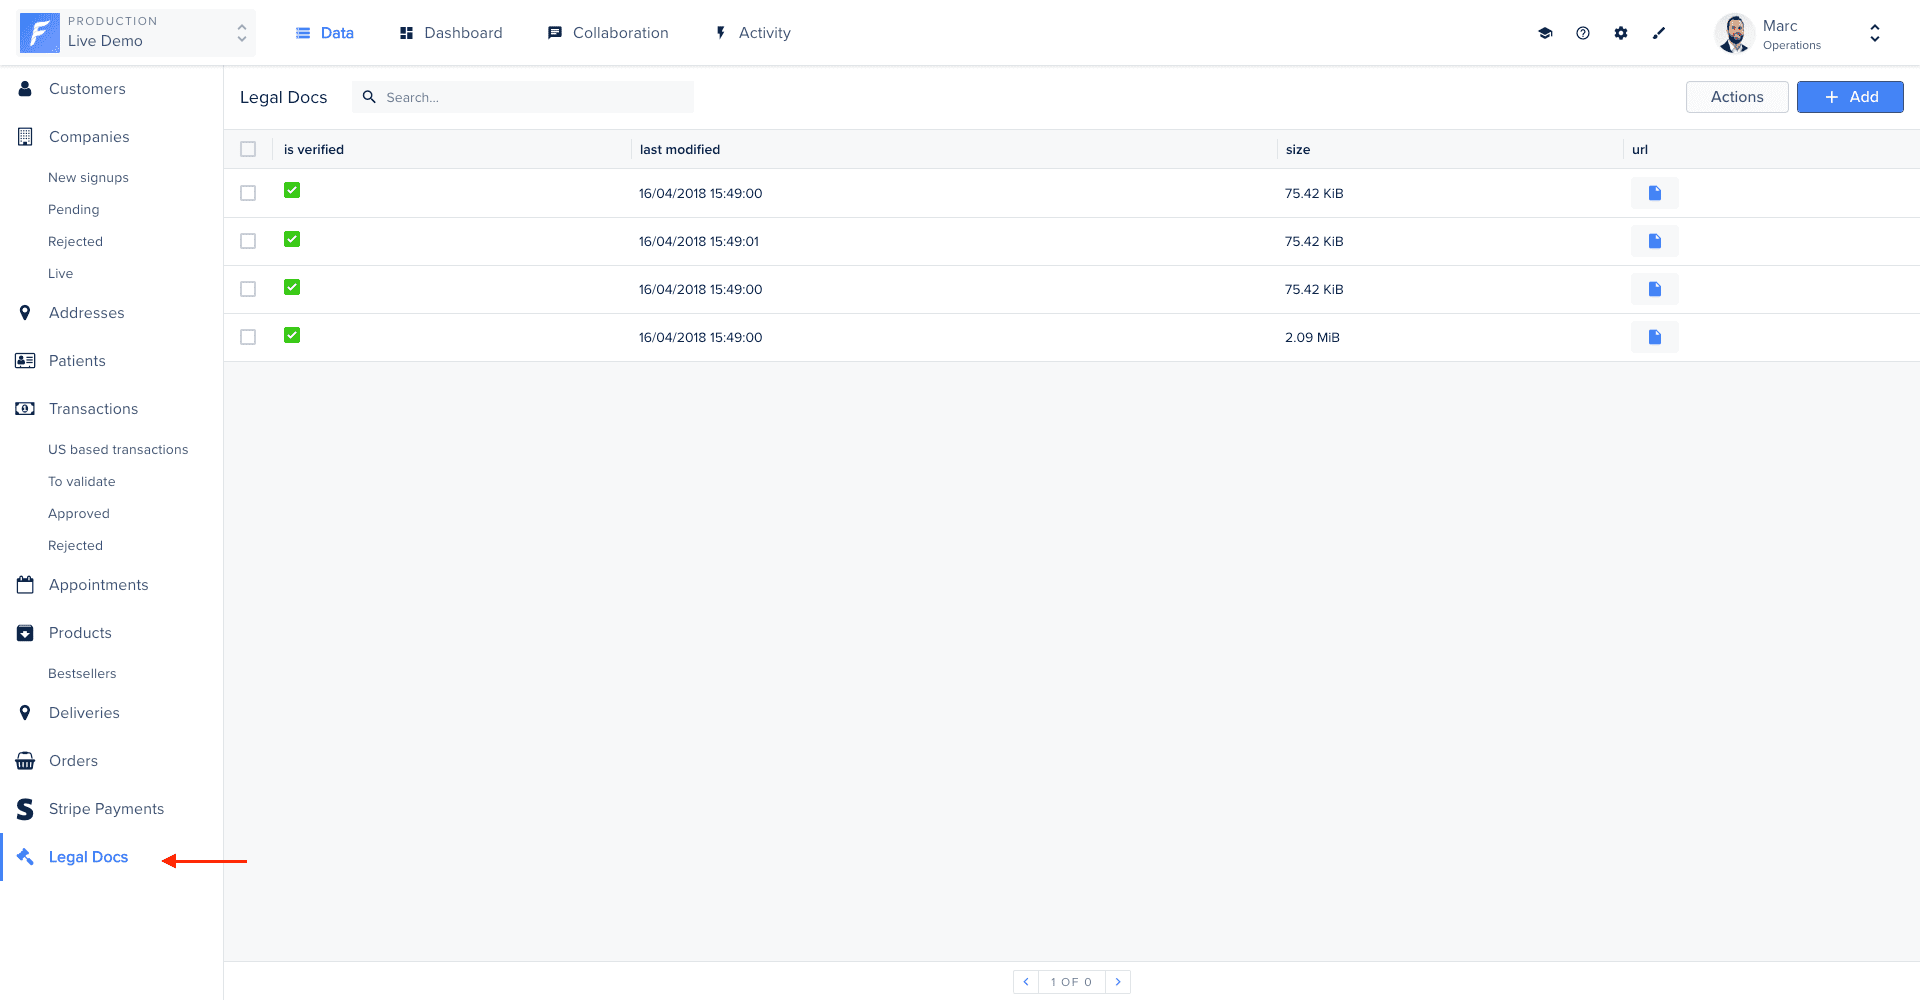 PRODUCTION
Live Demo
Data
Dashboard
Collaboration
Activity
Marc
Operations
Customers
Companies
New signups
Pending
Rejected
Live
Addresses
Patients
Transactions
US based transactions
To validate
Approved
Rejected
Appointments
Products
Bestsellers
Deliveries
Orders
Stripe Payments
Legal Docs
Legal Docs
Search...
Actions
+ Add
is verified last modified size url
16/04/2018 15:49:00 75.42 KiB
16/04/2018 15:49:01 75.42 KiB
16/04/2018 15:49:00 75.42 KiB
16/04/2018 15:49:00 2.09 MiB
1 OF 0